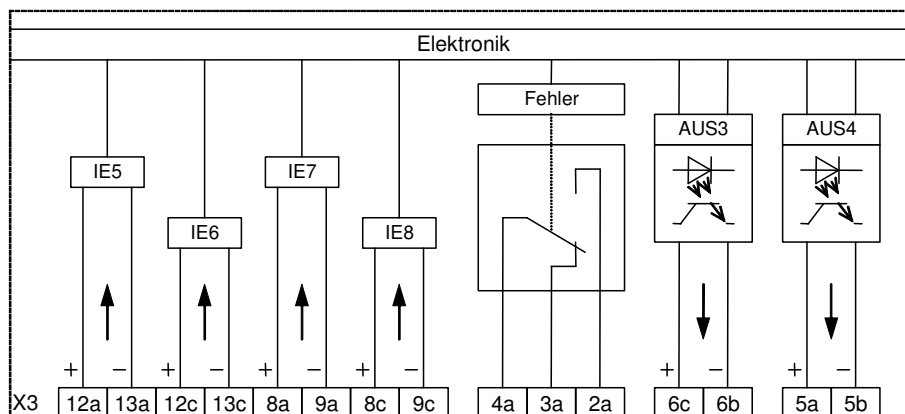 Elektronik
Fehler AUS3 AUS4
IE5 IE7
IE6 IE8
+ − + − + − + − + − + −
X3 12a 13a 12c 13c 8a 9a 8c 9c 4a 3a 2a 6c 6b 5a 5b